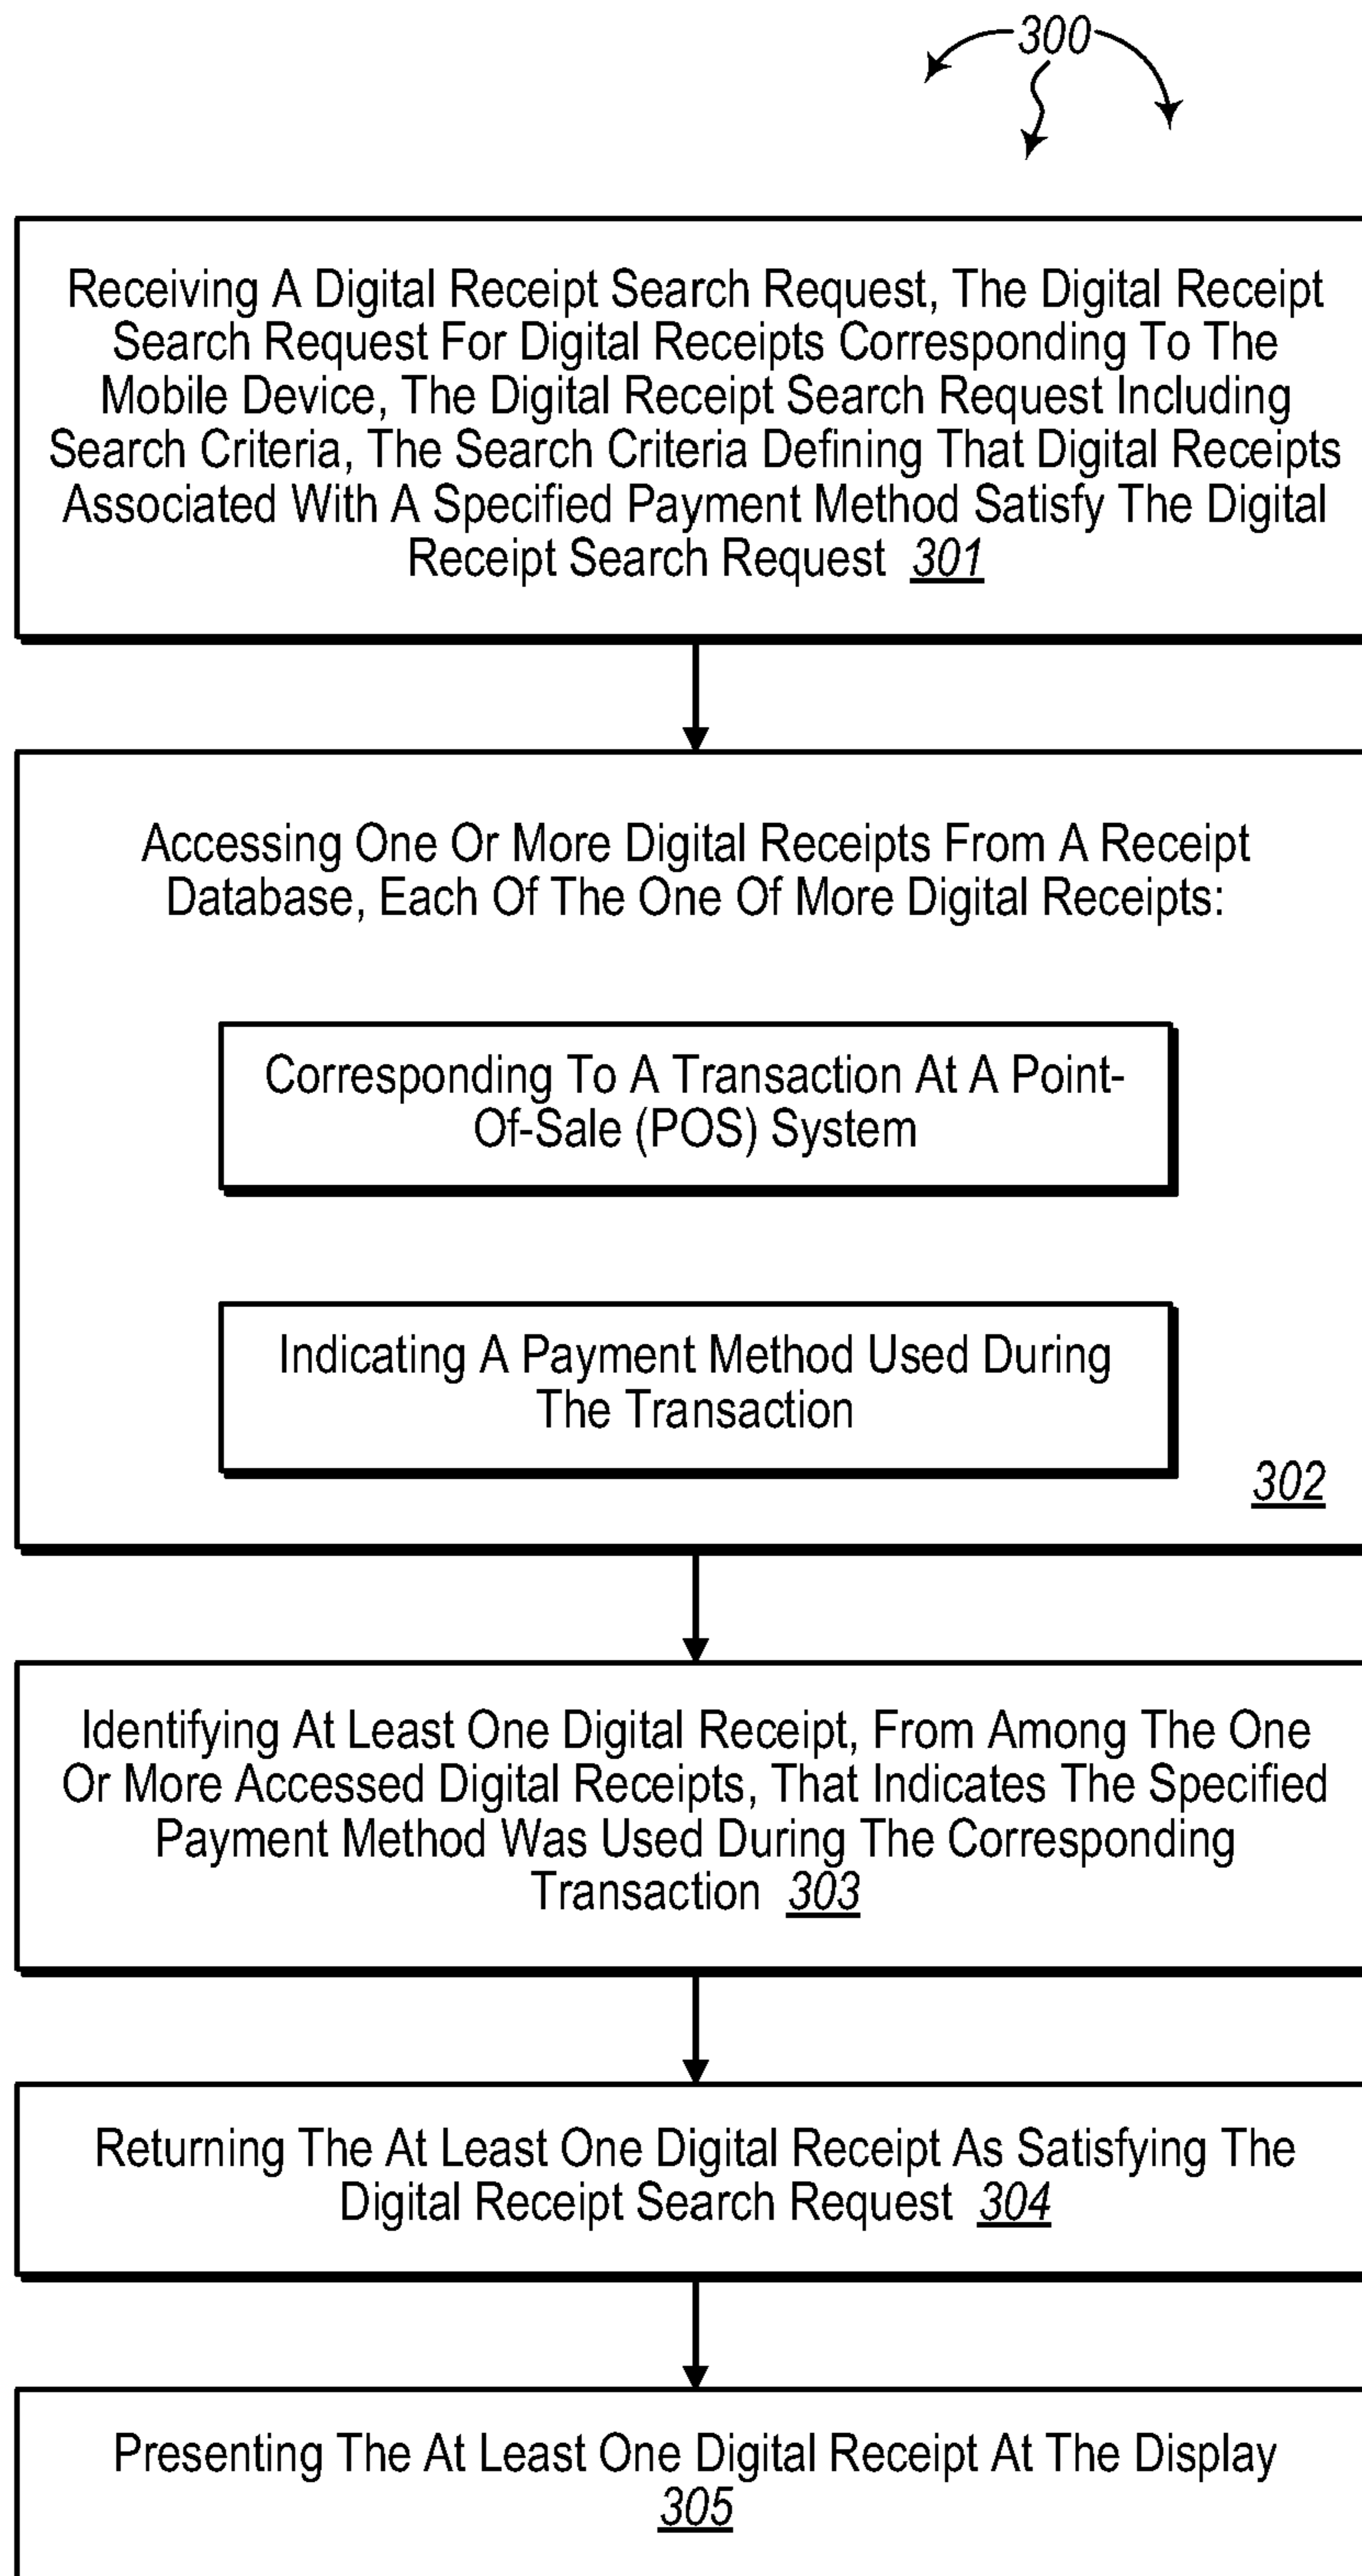 300
Receiving A Digital Receipt Search Request, The Digital Receipt
Search Request For Digital Receipts Corresponding To The
Mobile Device, The Digital Receipt Search Request Including
Search Criteria, The Search Criteria Defining That Digital Receipts
Associated With A Specified Payment Method Satisfy The Digital
Receipt Search Request 301
Accessing One Or More Digital Receipts From A Receipt
Database, Each Of The One Of More Digital Receipts:
Corresponding To A Transaction At A Point-
Of-Sale (POS) System
Indicating A Payment Method Used During
The Transaction
302
Identifying At Least One Digital Receipt, From Among The One
Or More Accessed Digital Receipts, That Indicates The Specified
Payment Method Was Used During The Corresponding
Transaction 303
Returning The At Least One Digital Receipt As Satisfying The
Digital Receipt Search Request 304
Presenting The At Least One Digital Receipt At The Display
305